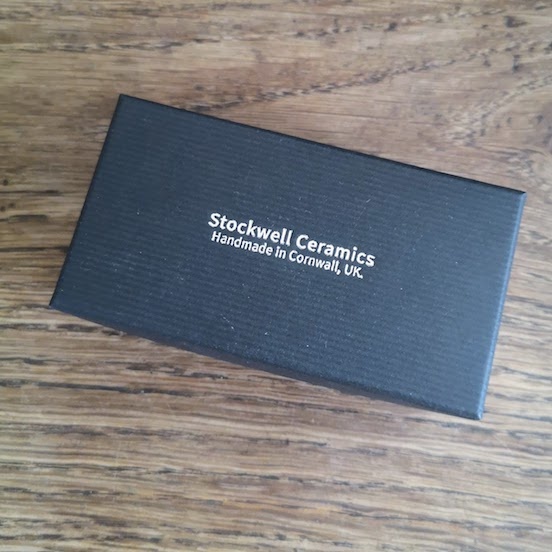 Stockwell Ceramics
Handmade in Cornwall, UK.